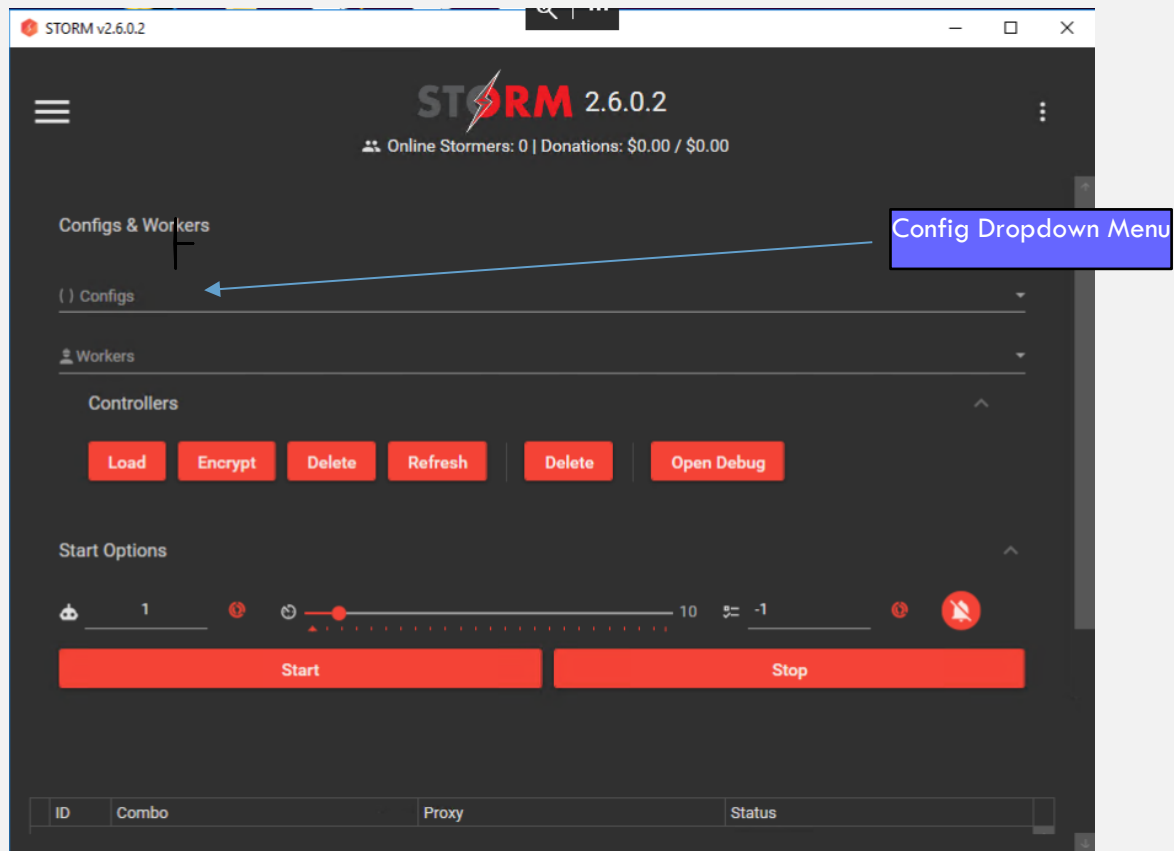 STORM v2.6.0.2
STORM 2.6.0.2
Online Stormers: 0 | Donations: $0.00 / $0.00
Configs & Workers
Config Dropdown Menu
( ) Configs
Workers
Controllers
Load Encrypt Delete Refresh Delete Open Debug
Start Options
1 10 -1
Start Stop
ID Combo Proxy Status